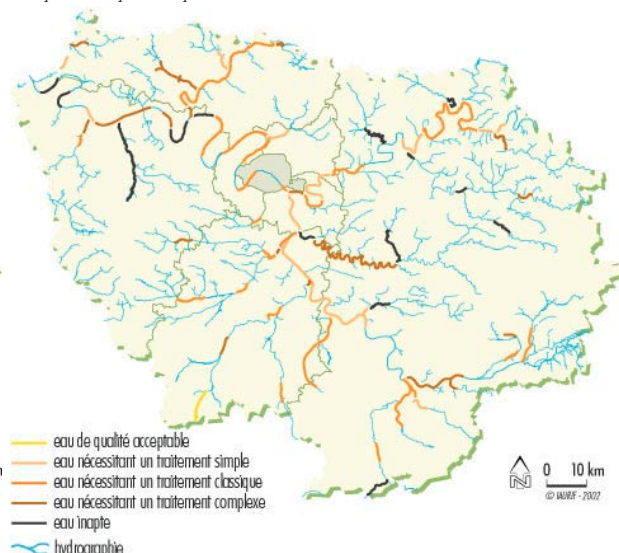 eau de qualité acceptable
eau nécessitant un traitement simple
eau nécessitant un traitement classique
eau nécessitant un traitement complexe
eau inapte
hydrographie
N
0 10 km
© IAURIF - 2002